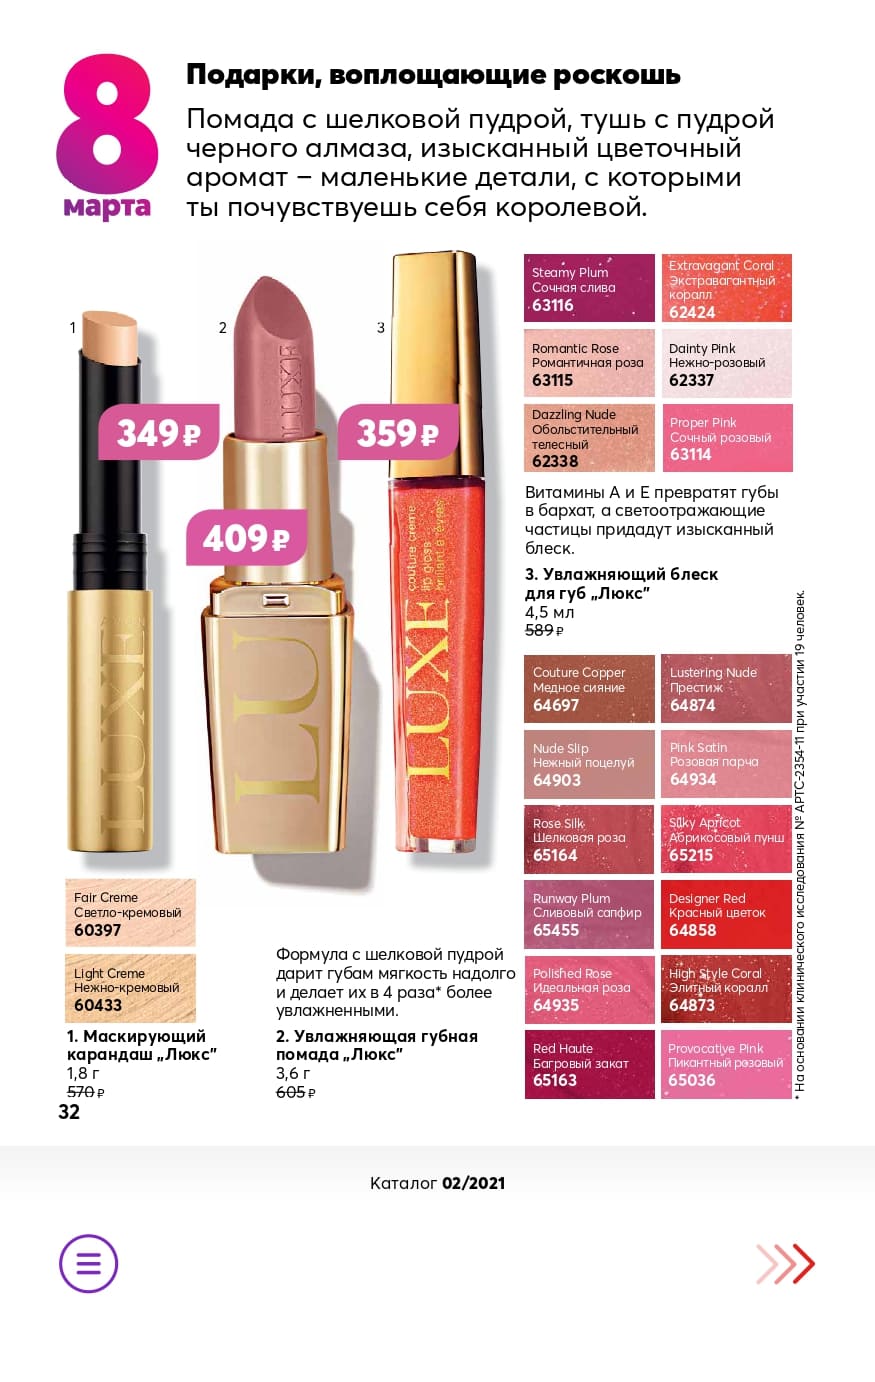 8
марта
Подарки, воплощающие роскошь
Помада с шелковой пудрой, тушь с пудрой
черного алмаза, изысканный цветочный
аромат – маленькие детали, с которыми
ты почувствуешь себя королевой.
1
2
3
349 ₽
409 ₽
359 ₽
LUXE
LUXE
LU
LUXE
couture creme
lip gloss
brillant à lèvres
Steamy Plum
Сочная слива
63116
Extravagant Coral
Экстравагантный
коралл
62424
Romantic Rose
Романтичная роза
63115
Dainty Pink
Нежно-розовый
62337
Dazzling Nude
Обольстительный
телесный
62338
Proper Pink
Сочный розовый
63114
Витамины А и Е превратят губы
в бархат, а светоотражающие
частицы придадут изысканный
блеск.
3. Увлажняющий блеск
для губ „Люкс”
4,5 мл
589 ₽
Couture Copper
Медное сияние
64697
Lustering Nude
Престиж
64874
Nude Slip
Нежный поцелуй
64903
Pink Satin
Розовая парча
64934
Rose Silk
Шелковая роза
65164
Silky Apricot
Абрикосовый пунш
65215
Runway Plum
Сливовый сапфир
65455
Designer Red
Красный цветок
64858
Polished Rose
Идеальная роза
64935
High Style Coral
Элитный коралл
64873
Red Haute
Багровый закат
65163
Provocative Pink
Пикантный розовый
65036
* На основании клинического исследования № АРТС-2354-11 при участии 19 человек.
Fair Creme
Светло-кремовый
60397
Light Creme
Нежно-кремовый
60433
1. Маскирующий
карандаш „Люкс”
1,8 г
570 ₽
Формула с шелковой пудрой
дарит губам мягкость надолго
и делает их в 4 раза* более
увлажненными.
2. Увлажняющая губная
помада „Люкс”
3,6 г
605 ₽
32
Каталог 02/2021